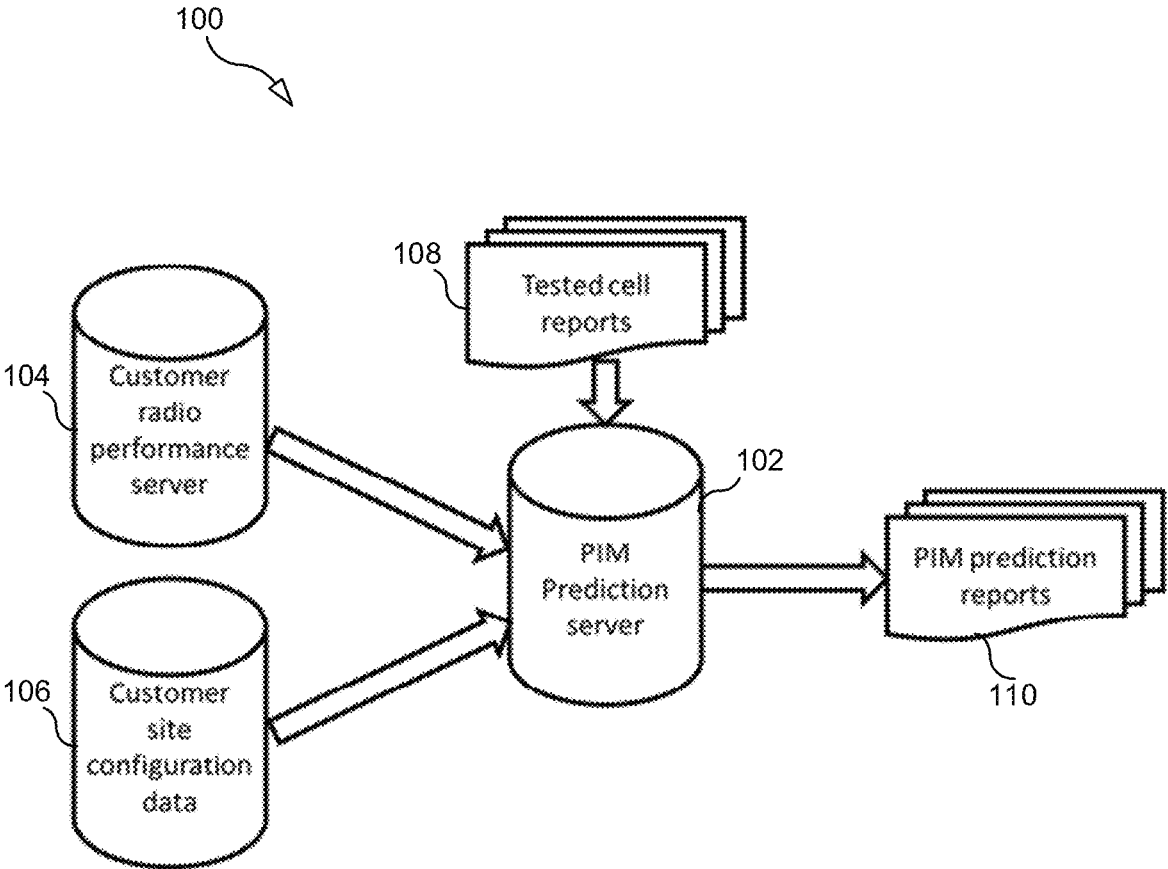 100
108
Tested cell
reports
104
Customer
radio
performance
server
102
PIM
Prediction
server
PIM prediction
reports
110
106
Customer
site
configuration
data